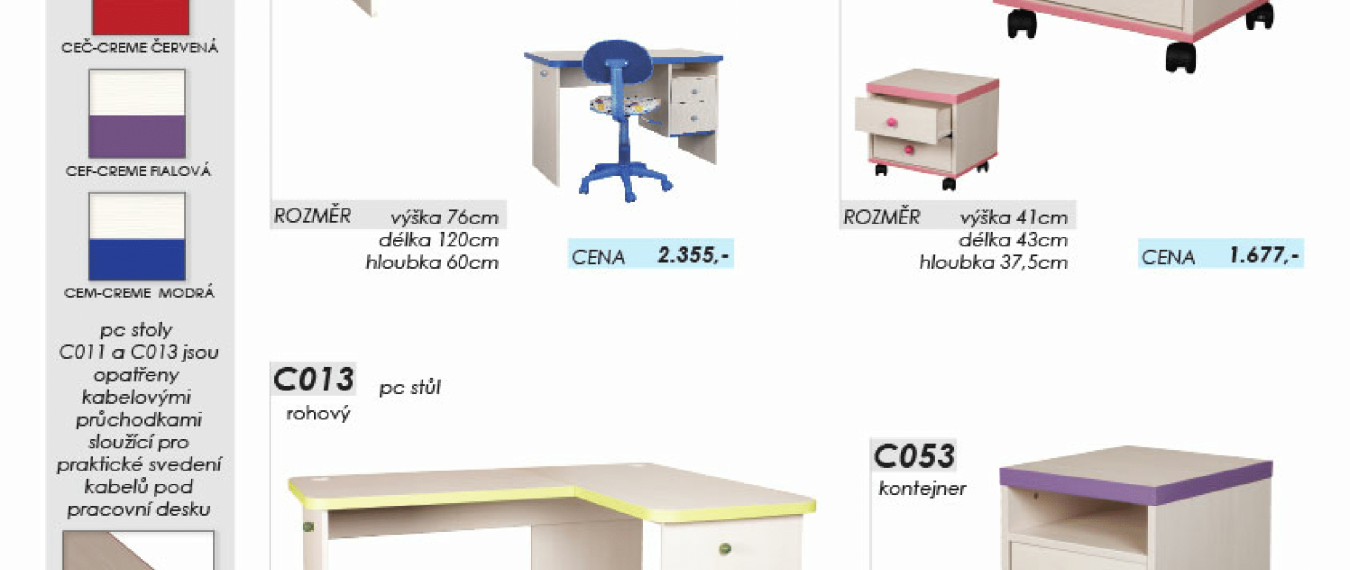 CEČ-CREME ČERVENÁ
CEF-CREME FIALOVÁ
CEM-CREME MODRÁ
pc stoly
C011 a C013 jsou
opatřeny
kabelovými
průchodkami
sloužící pro
praktické svedení
kabelů pod
pracovní desku
ROZMĚR výška 76cm
délka 120cm
hloubka 60cm
CENA 2.355,-
ROZMĚR výška 41cm
délka 43cm
hloubka 37,5cm
CENA 1.677,-
C013 pc stůl
rohový
C053
kontejner